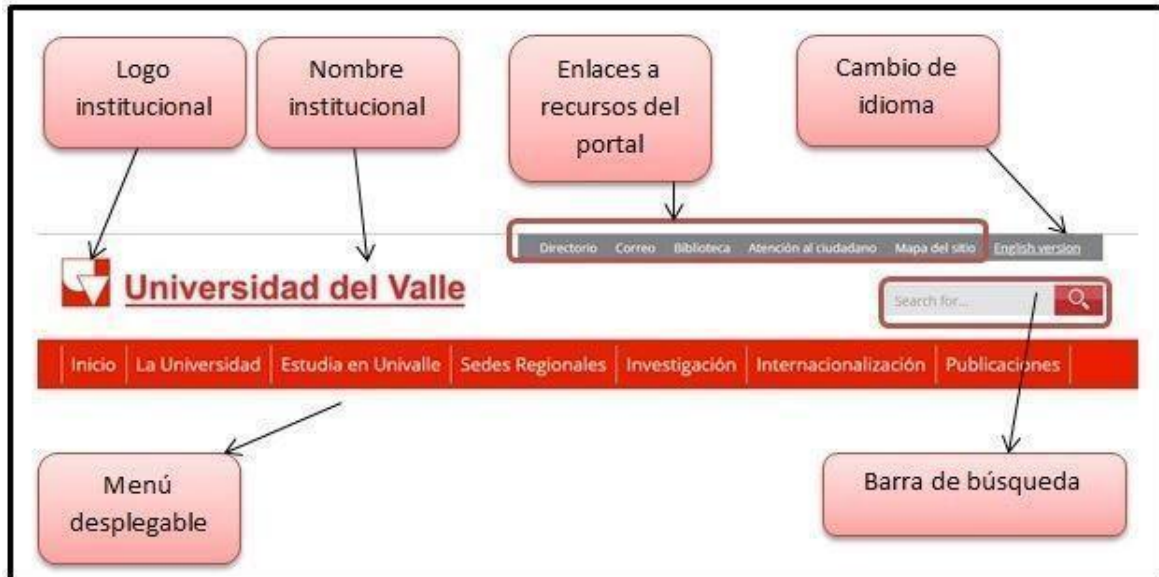 Logo
institucional
Nombre
institucional
Enlaces a
recursos del
portal
Cambio de
idioma
Directorio Correo Biblioteca Atención al ciudadano Mapa del sitio English version
Universidad del Valle
Search for...
Inicio La Universidad Estudia en Univalle Sedes Regionales Investigación Internacionalización Publicaciones
Menú
desplegable
Barra de búsqueda